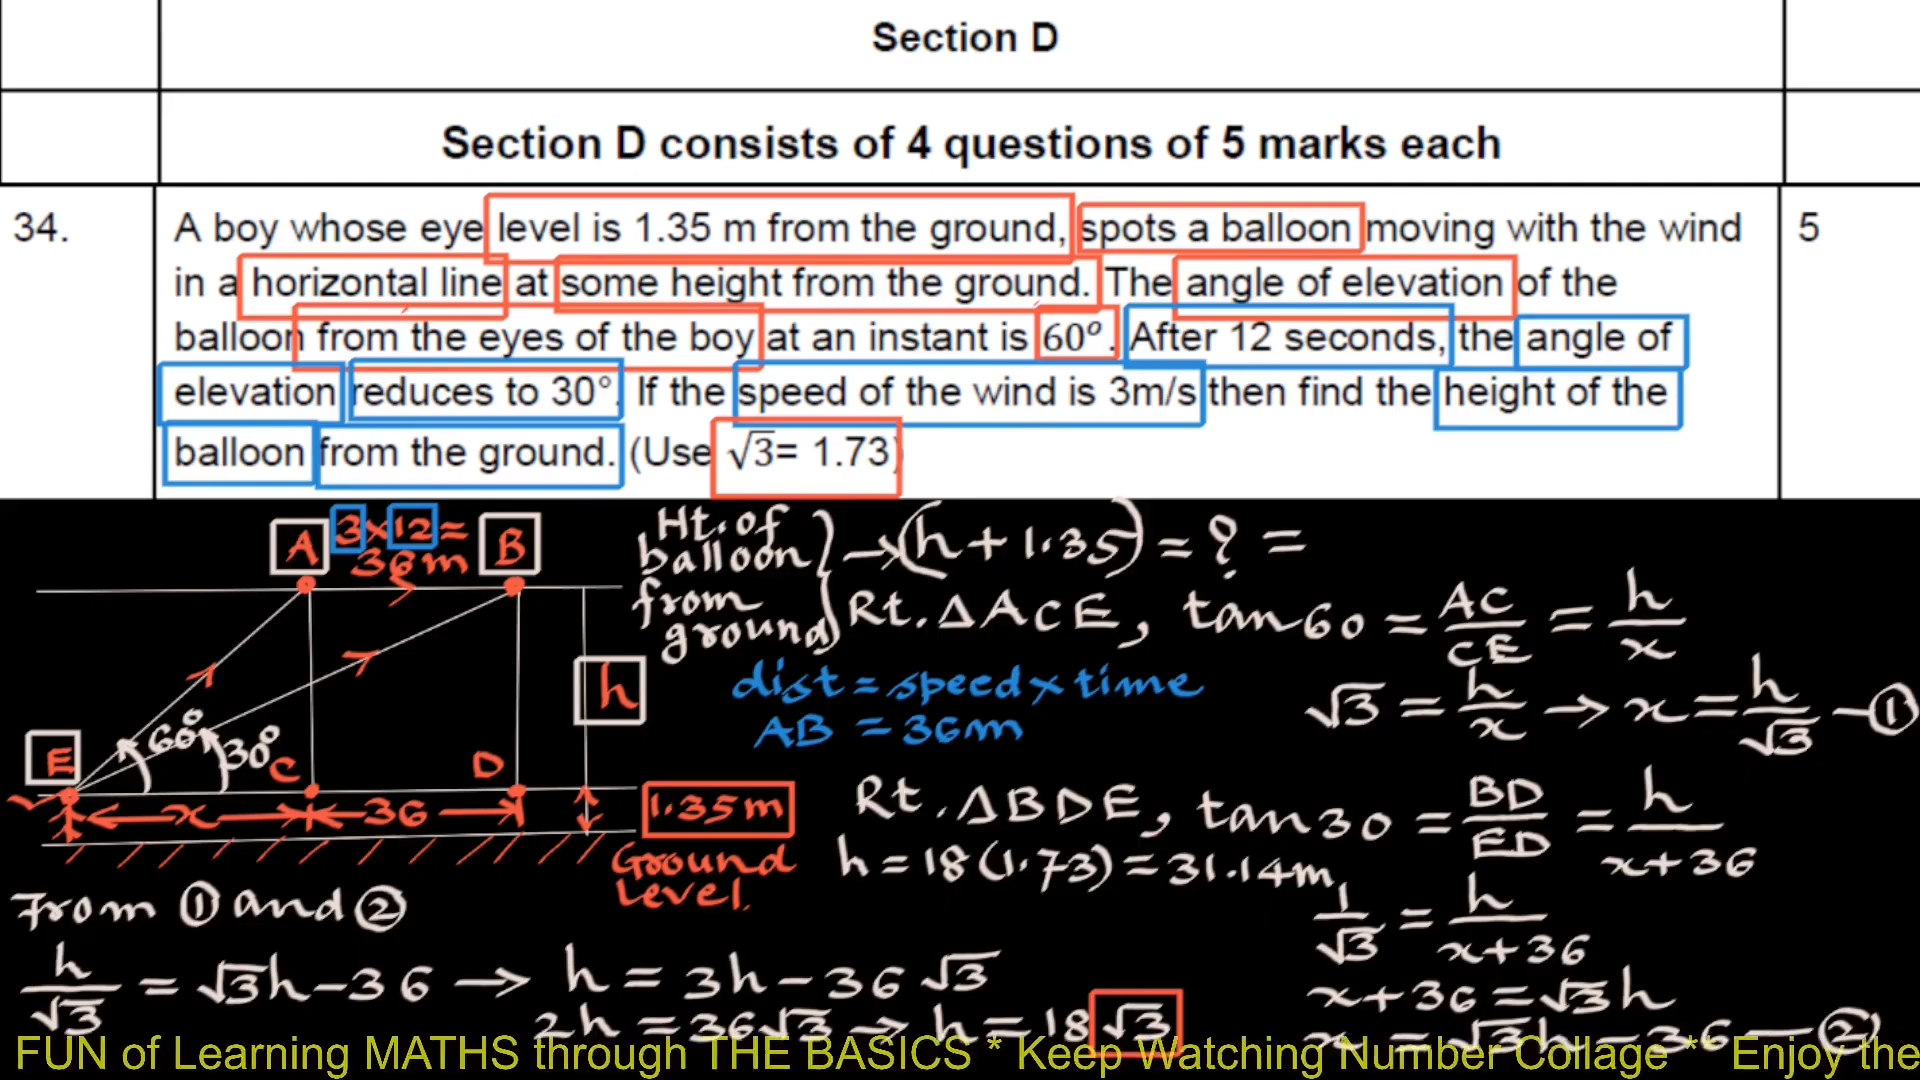 Section D
Section D consists of 4 questions of 5 marks each
34.
A boy whose eye level is 1.35 m from the ground, spots a balloon moving with the wind
in a horizontal line at some height from the ground. The angle of elevation of the
balloon from the eyes of the boy at an instant is 60°. After 12 seconds, the angle of
elevation reduces to 30°. If the speed of the wind is 3m/s then find the height of the
balloon from the ground. (Use √3= 1.73)
5
A 3×12= B
36m
60° 30° C D
E
x 36
h
1.35m
Ground
Level.
Ht. of
balloon
from
ground } → (h+1.35) = ? =
Rt. ΔACE, tan60 = AC/CE = h/x
dist = speed × time
AB = 36m
√3 = h/x → x = h/√3 - ①
Rt. ΔBDE, tan30 = BD/ED = h/x+36
h = 18(1.73) = 31.14m,
1/√3 = h/x+36
x+36 = √3h
x = √3h - 36 - ②
From ① and ②
h/√3 = √3h-36 → h = 3h-36√3
2h = 36√3 → h = 18√3
FUN of Learning MATHS through THE BASICS * Keep Watching Number Collage ** Enjoy the